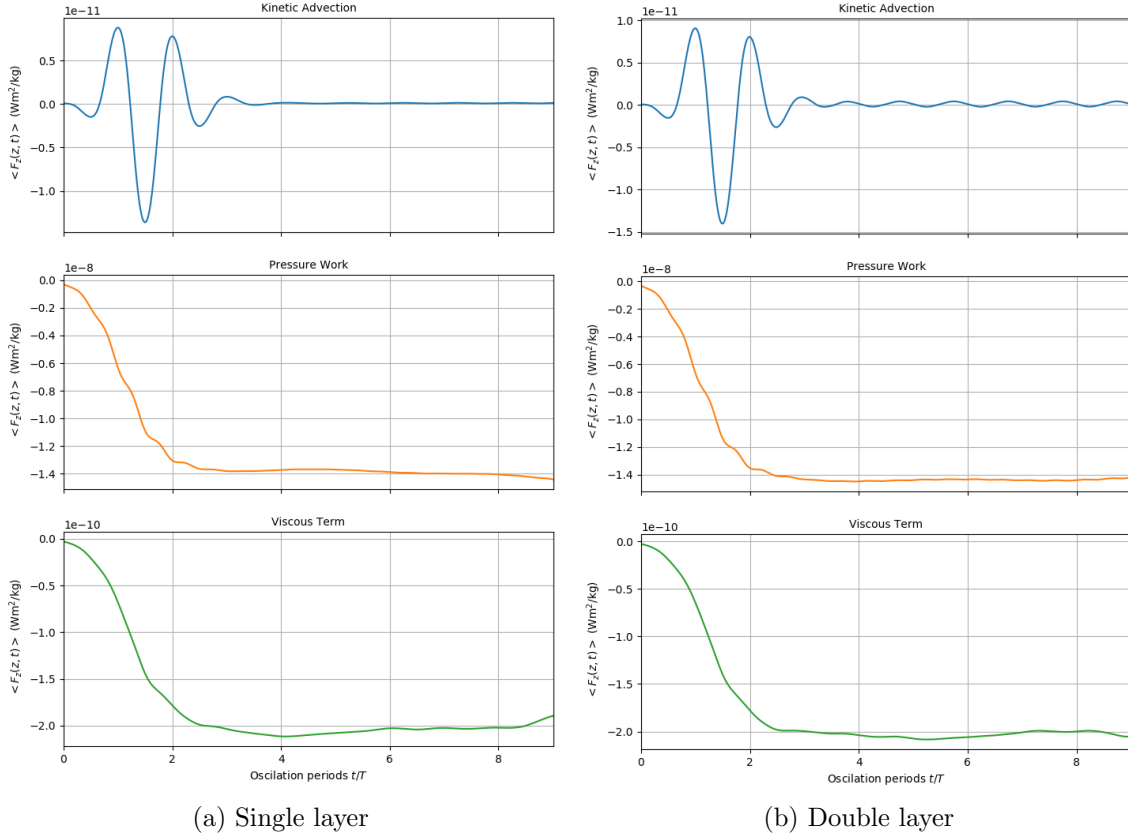 Kinetic Advection
1e−11
0.5
0.0
−0.5
−1.0
< F_z(z, t) > (Wm²/kg)
Pressure Work
1e−8
0.0
−0.2
−0.4
−0.6
−0.8
−1.0
−1.2
−1.4
< F_z(z, t) > (Wm²/kg)
Viscous Term
1e−10
0.0
−0.5
−1.0
−1.5
−2.0
< F_z(z, t) > (Wm²/kg)
0 2 4 6 8
Oscilation periods t/T
(a) Single layer
Kinetic Advection
1e−11
1.0
0.5
0.0
−0.5
−1.0
−1.5
< F_z(z, t) > (Wm²/kg)
Pressure Work
1e−8
0.0
−0.2
−0.4
−0.6
−0.8
−1.0
−1.2
−1.4
< F_z(z, t) > (Wm²/kg)
Viscous Term
1e−10
0.0
−0.5
−1.0
−1.5
−2.0
< F_z(z, t) > (Wm²/kg)
0 2 4 6 8
Oscilation periods t/T
(b) Double layer